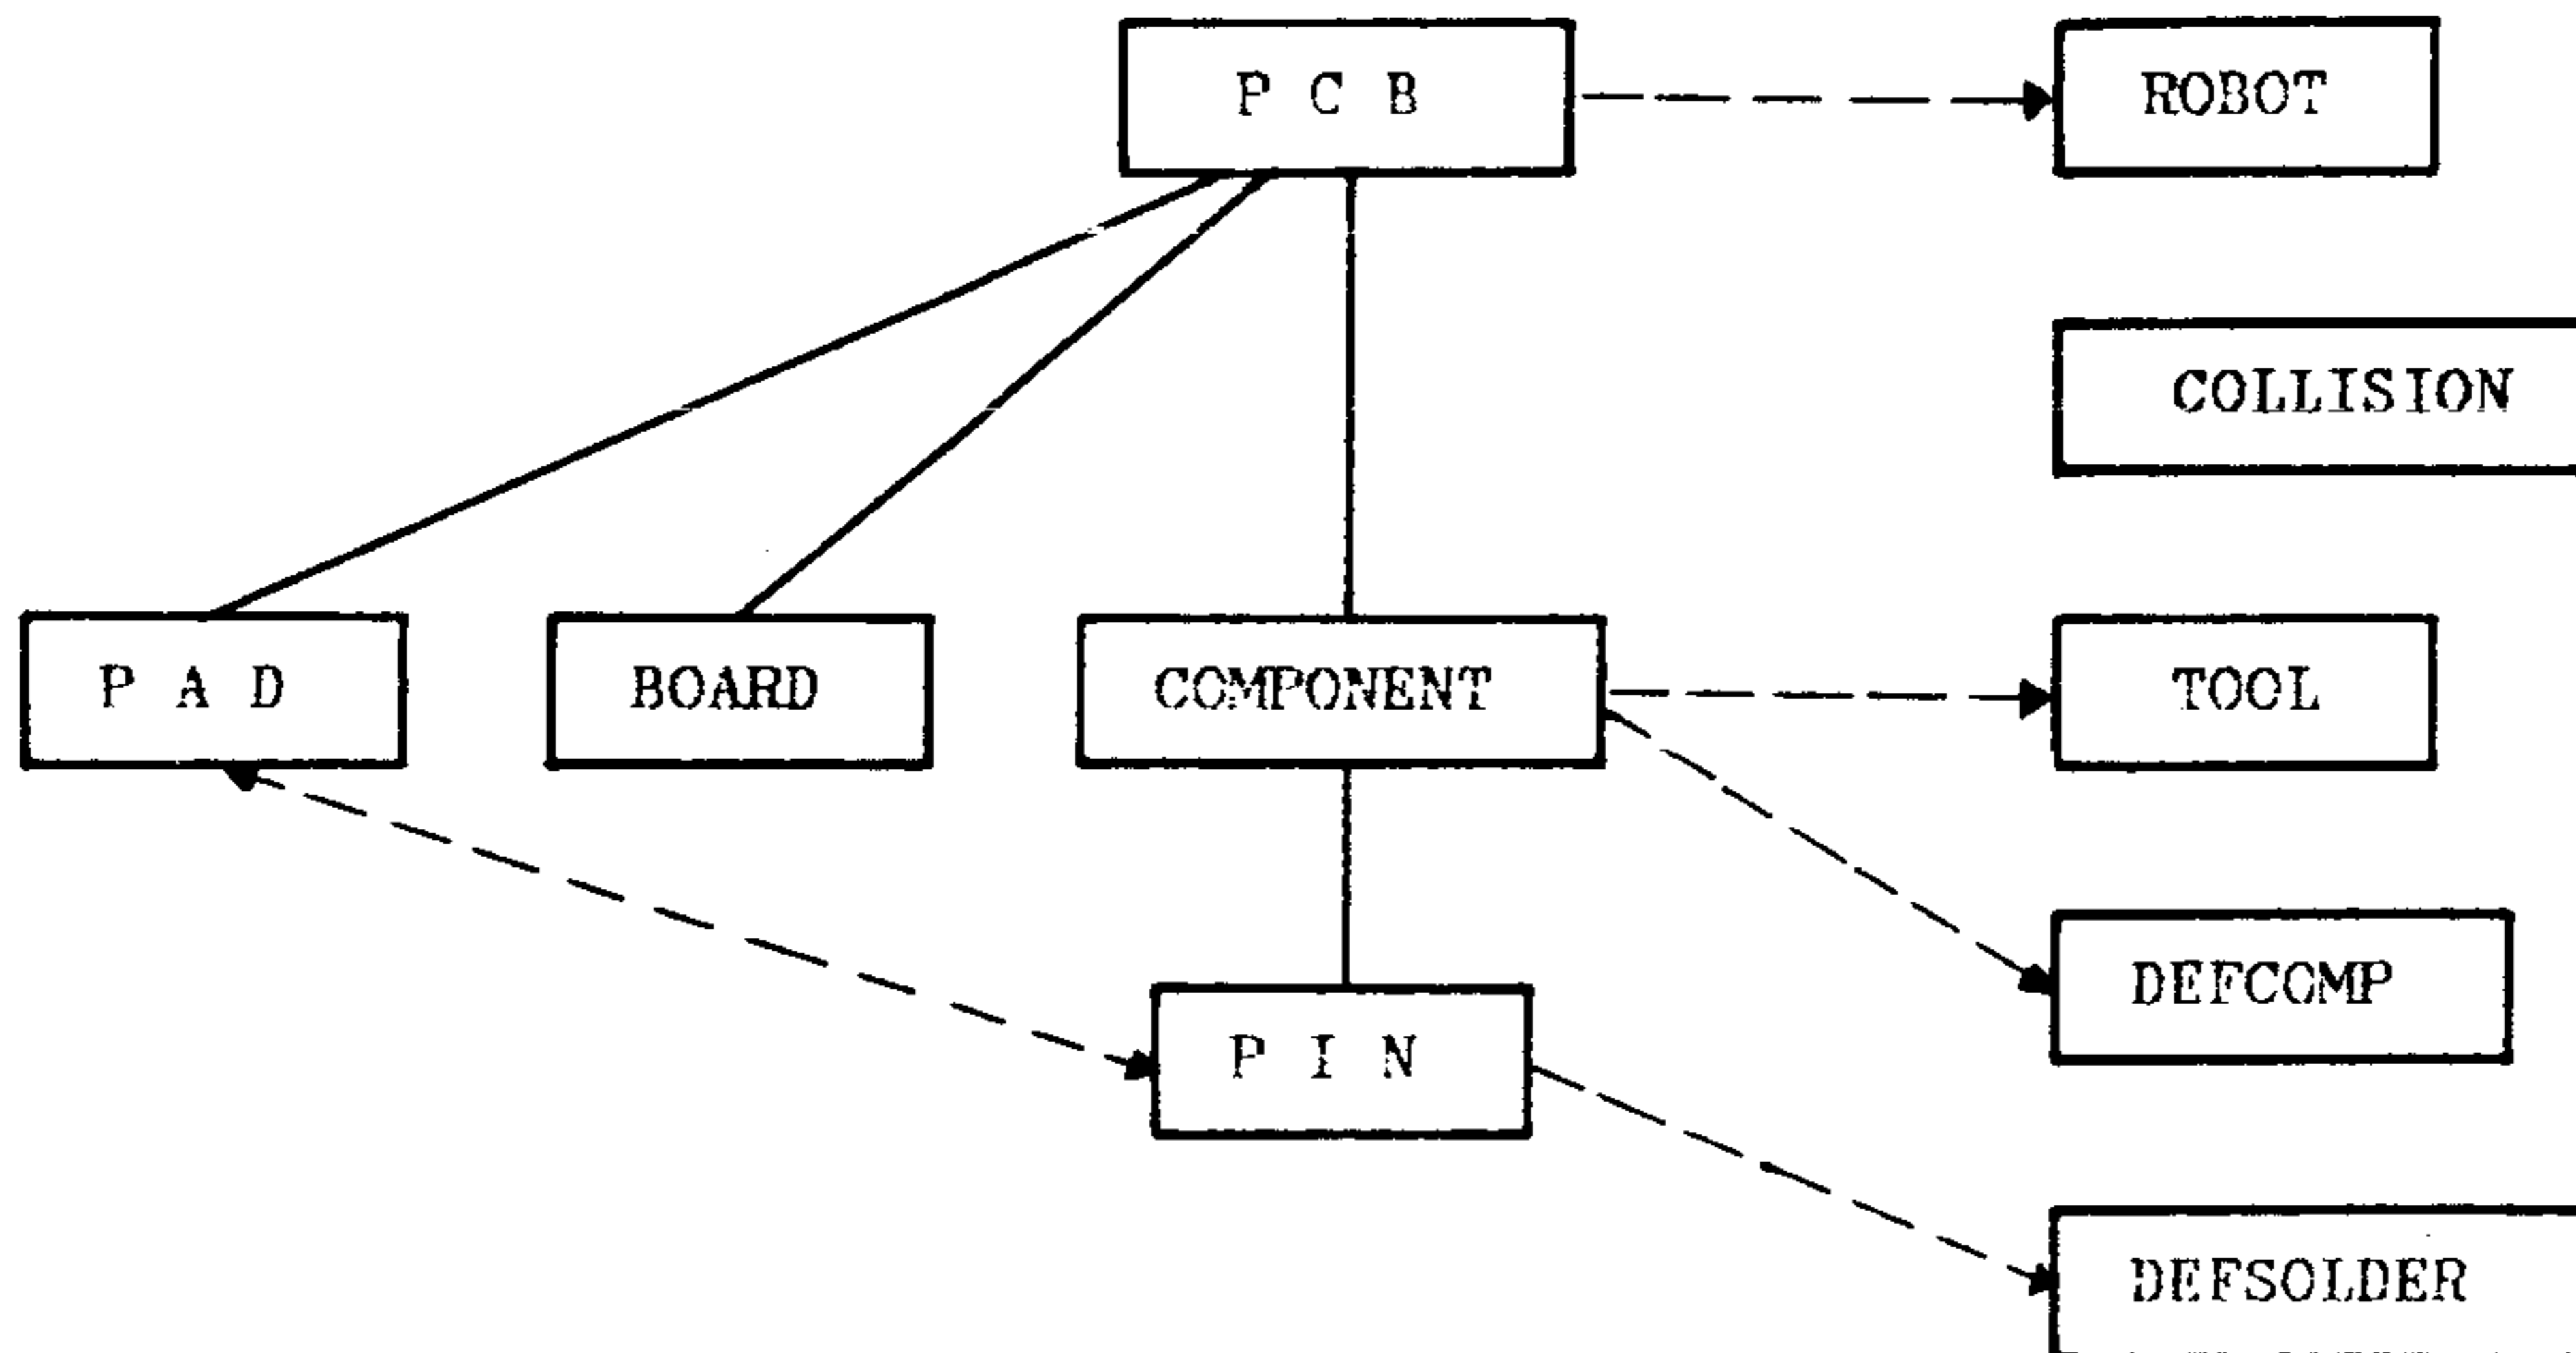 P C B
ROBOT
COLLISION
P A D
BOARD
COMPONENT
TOOL
DEFCOMP
P I N
DEFSOLDER